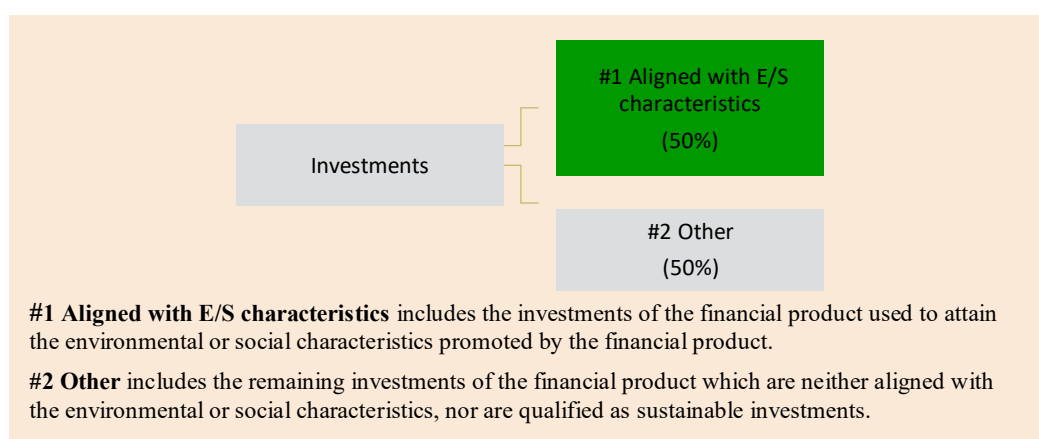 #1 Aligned with E/S
characteristics
(50%)
Investments
#2 Other
(50%)
#1 Aligned with E/S characteristics includes the investments of the financial product used to attain
the environmental or social characteristics promoted by the financial product.
#2 Other includes the remaining investments of the financial product which are neither aligned with
the environmental or social characteristics, nor are qualified as sustainable investments.